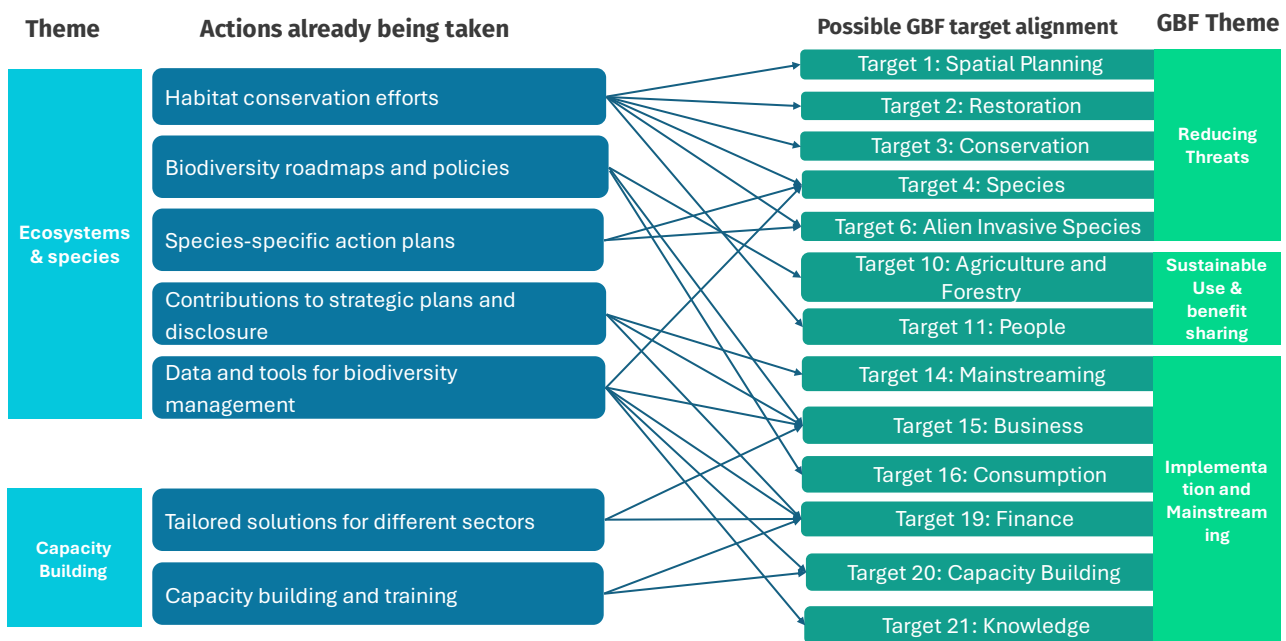 Theme
Actions already being taken
Possible GBF target alignment
GBF Theme
Ecosystems
& species
Habitat conservation efforts
Biodiversity roadmaps and policies
Species-specific action plans
Contributions to strategic plans and
disclosure
Data and tools for biodiversity
management
Capacity
Building
Tailored solutions for different sectors
Capacity building and training
Target 1: Spatial Planning
Target 2: Restoration
Target 3: Conservation
Target 4: Species
Target 6: Alien Invasive Species
Target 10: Agriculture and
Forestry
Target 11: People
Target 14: Mainstreaming
Target 15: Business
Target 16: Consumption
Target 19: Finance
Target 20: Capacity Building
Target 21: Knowledge
Reducing
Threats
Sustainable
Use &
benefit
sharing
Implementa
tion and
Mainstream
ing